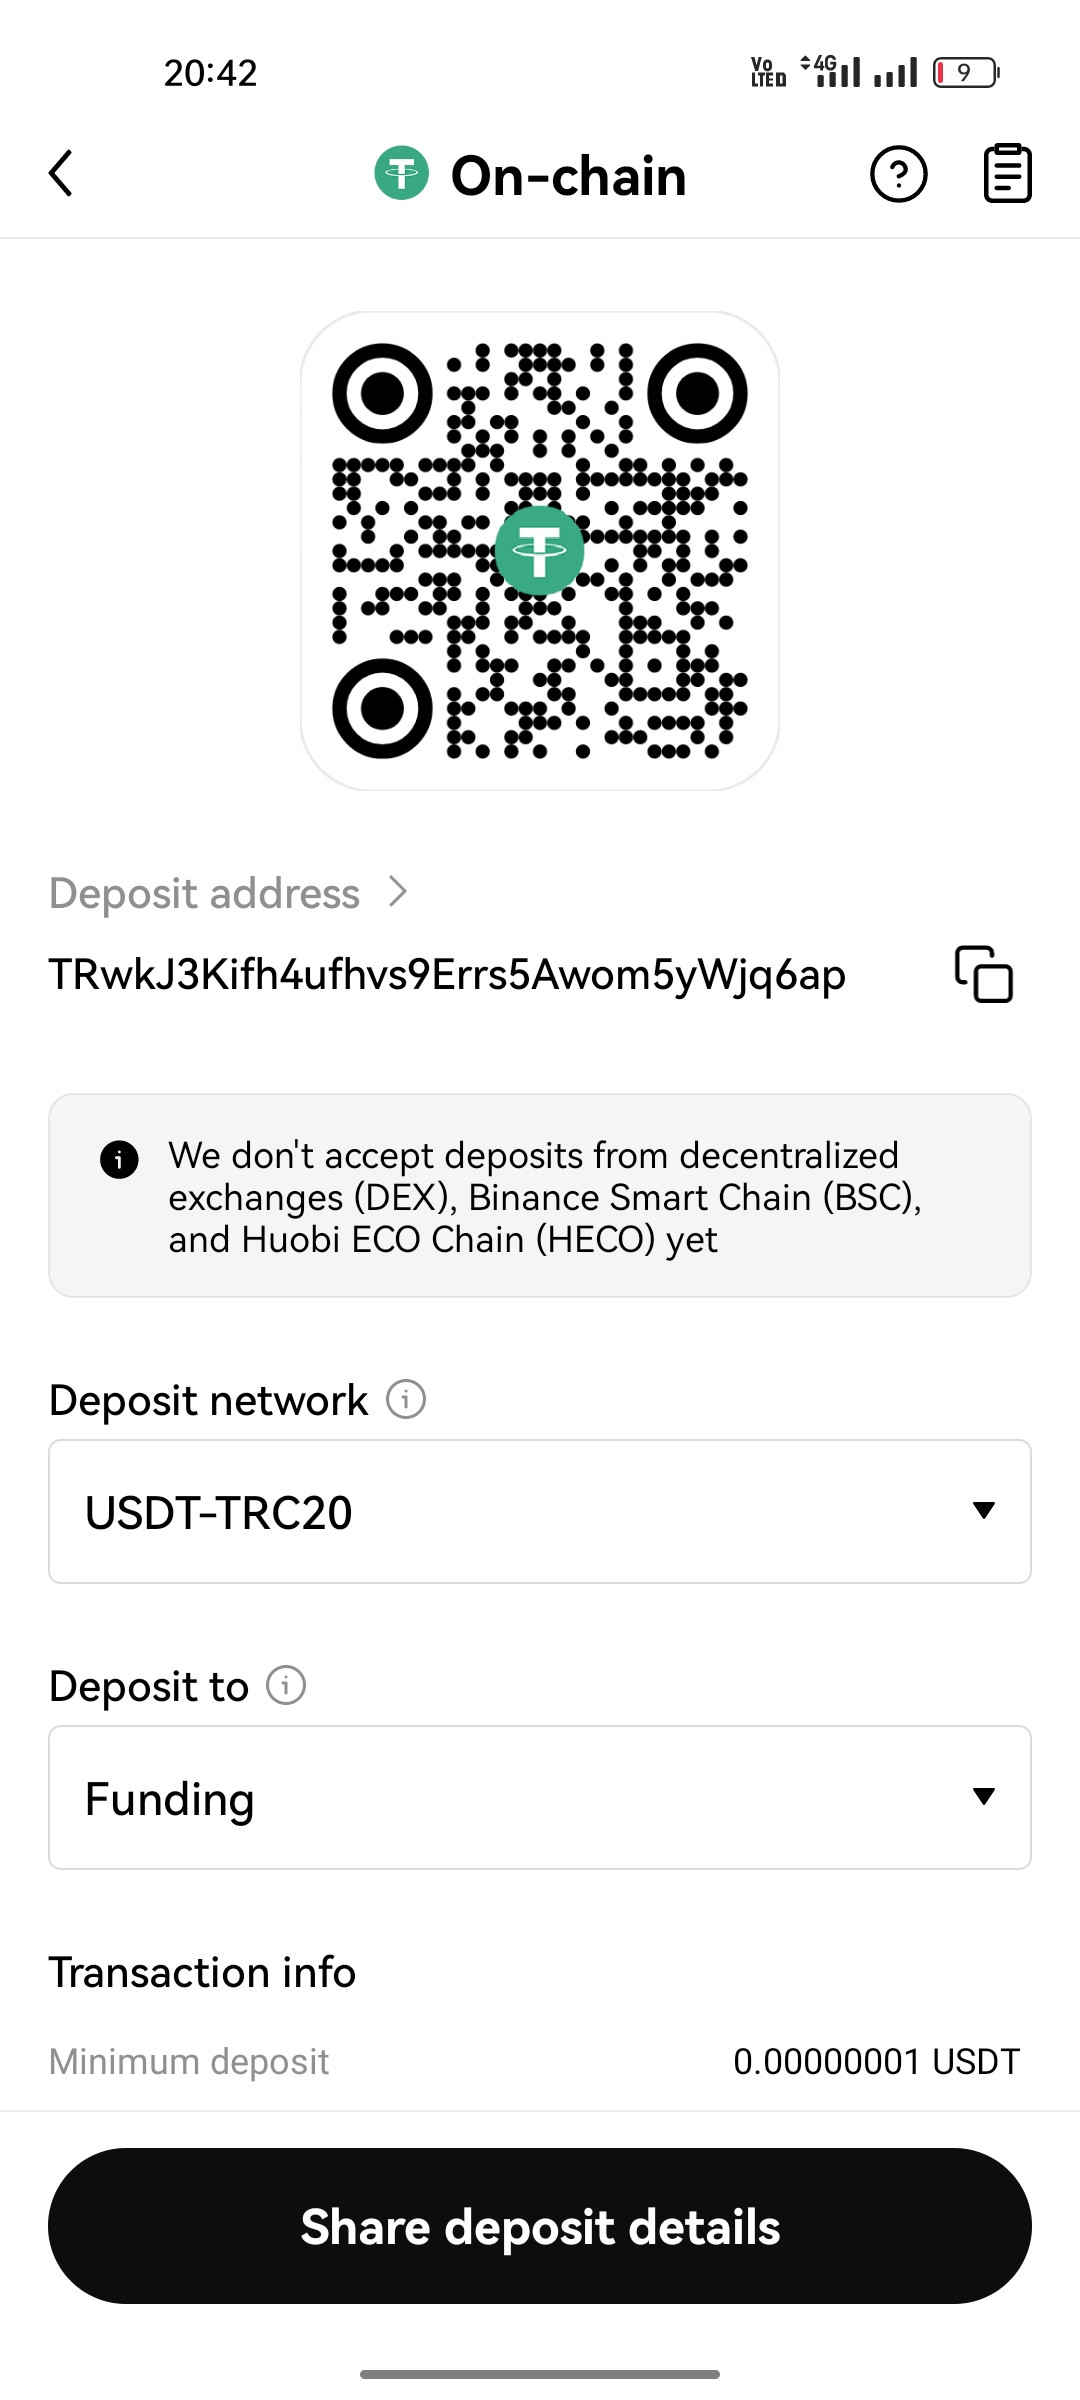 20:42
Vo
LTED
4G
9
On-chain
Deposit address
TRwkJ3Kifh4ufhvs9Errs5Awom5yWjq6ap
We don't accept deposits from decentralized
exchanges (DEX), Binance Smart Chain (BSC),
and Huobi ECO Chain (HECO) yet
Deposit network
USDT-TRC20
Deposit to
Funding
Transaction info
Minimum deposit 0.00000001 USDT
Share deposit details